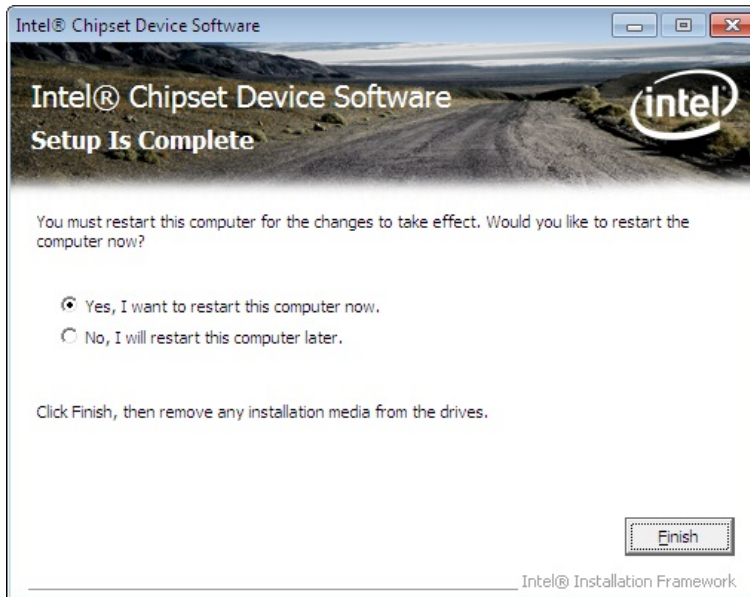 Intel® Chipset Device Software
Intel® Chipset Device Software
intel
Setup Is Complete
You must restart this computer for the changes to take effect. Would you like to restart the
computer now?
Yes, I want to restart this computer now.
No, I will restart this computer later.
Click Finish, then remove any installation media from the drives.
Finish
Intel® Installation Framework